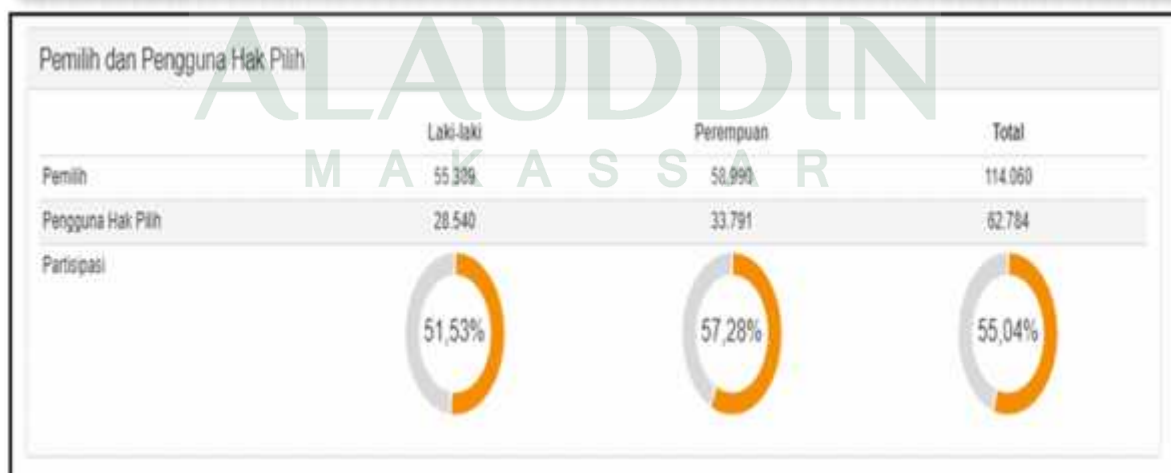 ALAUDDIN
MAKASSAR
Pemilih dan Pengguna Hak Pilih
Laki-laki Perempuan Total
Pemilih 55.309 58.990 114.060
Pengguna Hak Pilih 28.540 33.791 62.784
Partisipasi
51,53% 57,28% 55,04%